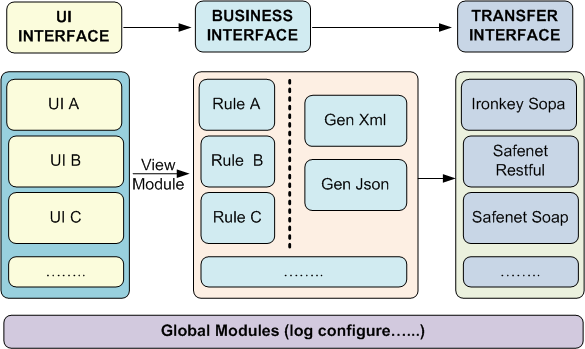 UI
INTERFACE
BUSINESS
INTERFACE
TRANSFER
INTERFACE
UI A
UI B
UI C
……..
View
Module
Rule A
Rule  B
Rule C
Gen Xml
Gen Json
……..
Ironkey Sopa
Safenet
Restful
Safenet Soap
……..
Global Modules (log configure…...)